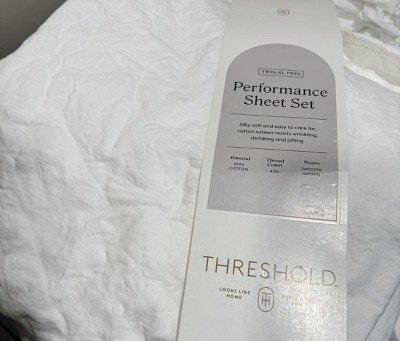 TWIN/XL TWIN
Performance
Sheet Set
Silky soft and easy to care for,
cotton sateen resists wrinkling,
shrinking and pilling
Material
100%
COTTON
Thread
Count
400
Weave
SMOOTH
SATEEN
THRESHOLD
LOOKS LIKE
HOME